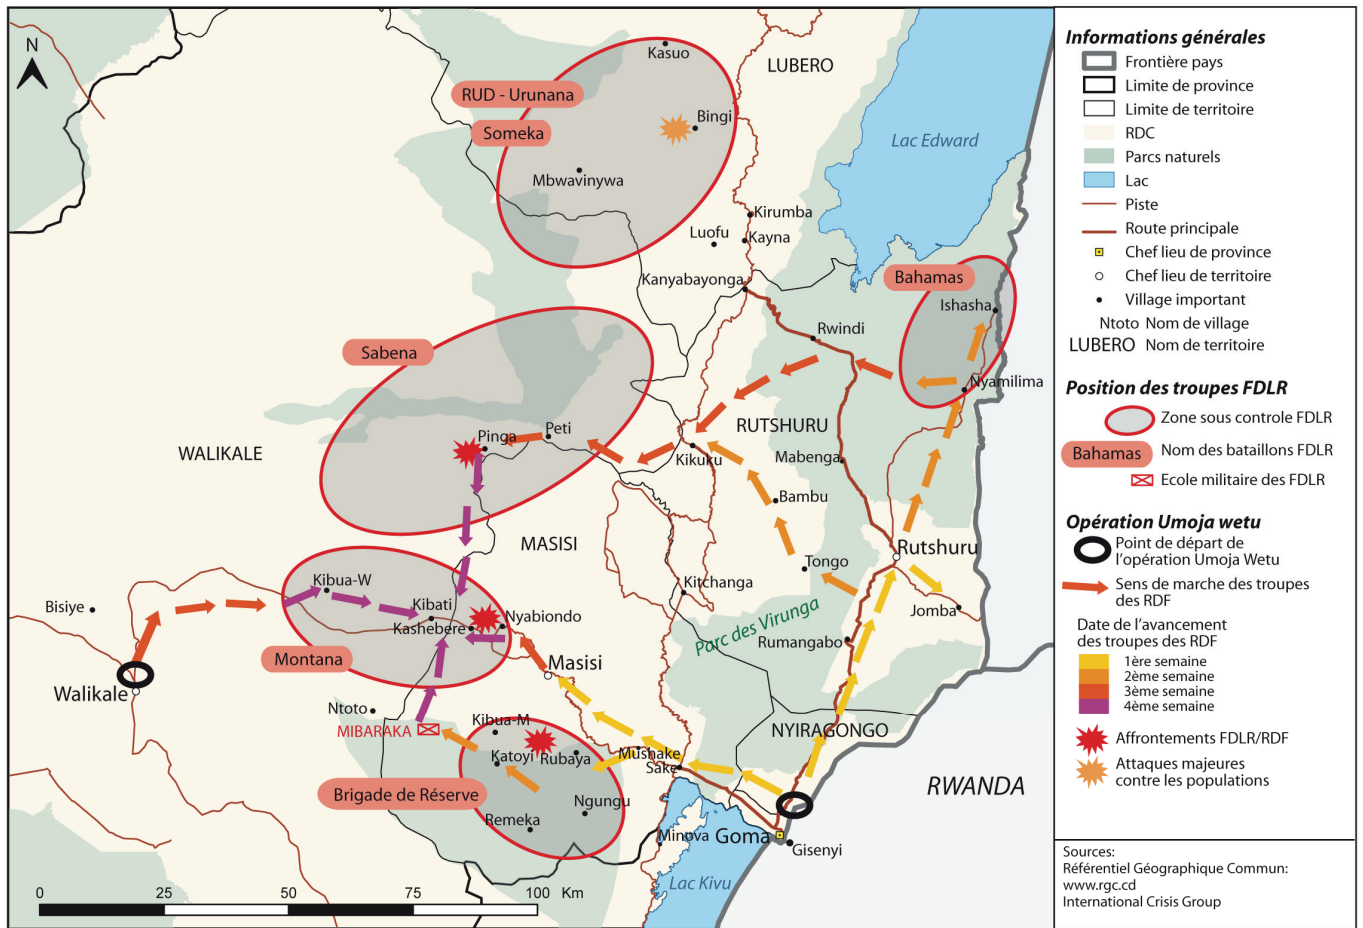 N
Kasuo
LUBERO
RUD - Urunana
Someka
Bingi
Mbwavinywa
Lac Edward
Kirumba
Luofu
Kayna
Kanyabayonga
Bahamas
Ishasha
Rwindi
Sabena
Nyamilima
Peti
Pinga
RUTSHURU
WALIKALE
Kikuku
Mabenga
Bambu
MASISI
Rutshuru
Tongo
Kibua-W
Kitchanga
Bisiye
Kibati
Nyabiondo
Jomba
Kashebere
Parc des Virunga
Rumangabo
Montana
Masisi
Walikale
Ntoto
Kibua-M
MIBARAKA
NYIRAGONGO
Katoyi
Rubaya
Mushake
Sake
RWANDA
Brigade de Réserve
Ngungu
Remeka
Minova
Goma
Gisenyi
Lac Kivu
0 25 50 75 100 Km
Informations générales
Frontière pays
Limite de province
Limite de territoire
RDC
Parcs naturels
Lac
Piste
Route principale
Chef lieu de province
Chef lieu de territoire
Village important
Ntoto Nom de village
LUBERO Nom de territoire
Position des troupes FDLR
Zone sous controle FDLR
Bahamas Nom des bataillons FDLR
Ecole militaire des FDLR
Opération Umoja wetu
Point de départ de
l'opération Umoja Wetu
Sens de marche des troupes
des RDF
Date de l'avancement
des troupes des RDF
1ère semaine
2ème semaine
3ème semaine
4ème semaine
Affrontements FDLR/RDF
Attaques majeures
contre les populations
Sources:
Référentiel Géographique Commun:
www.rgc.cd
International Crisis Group